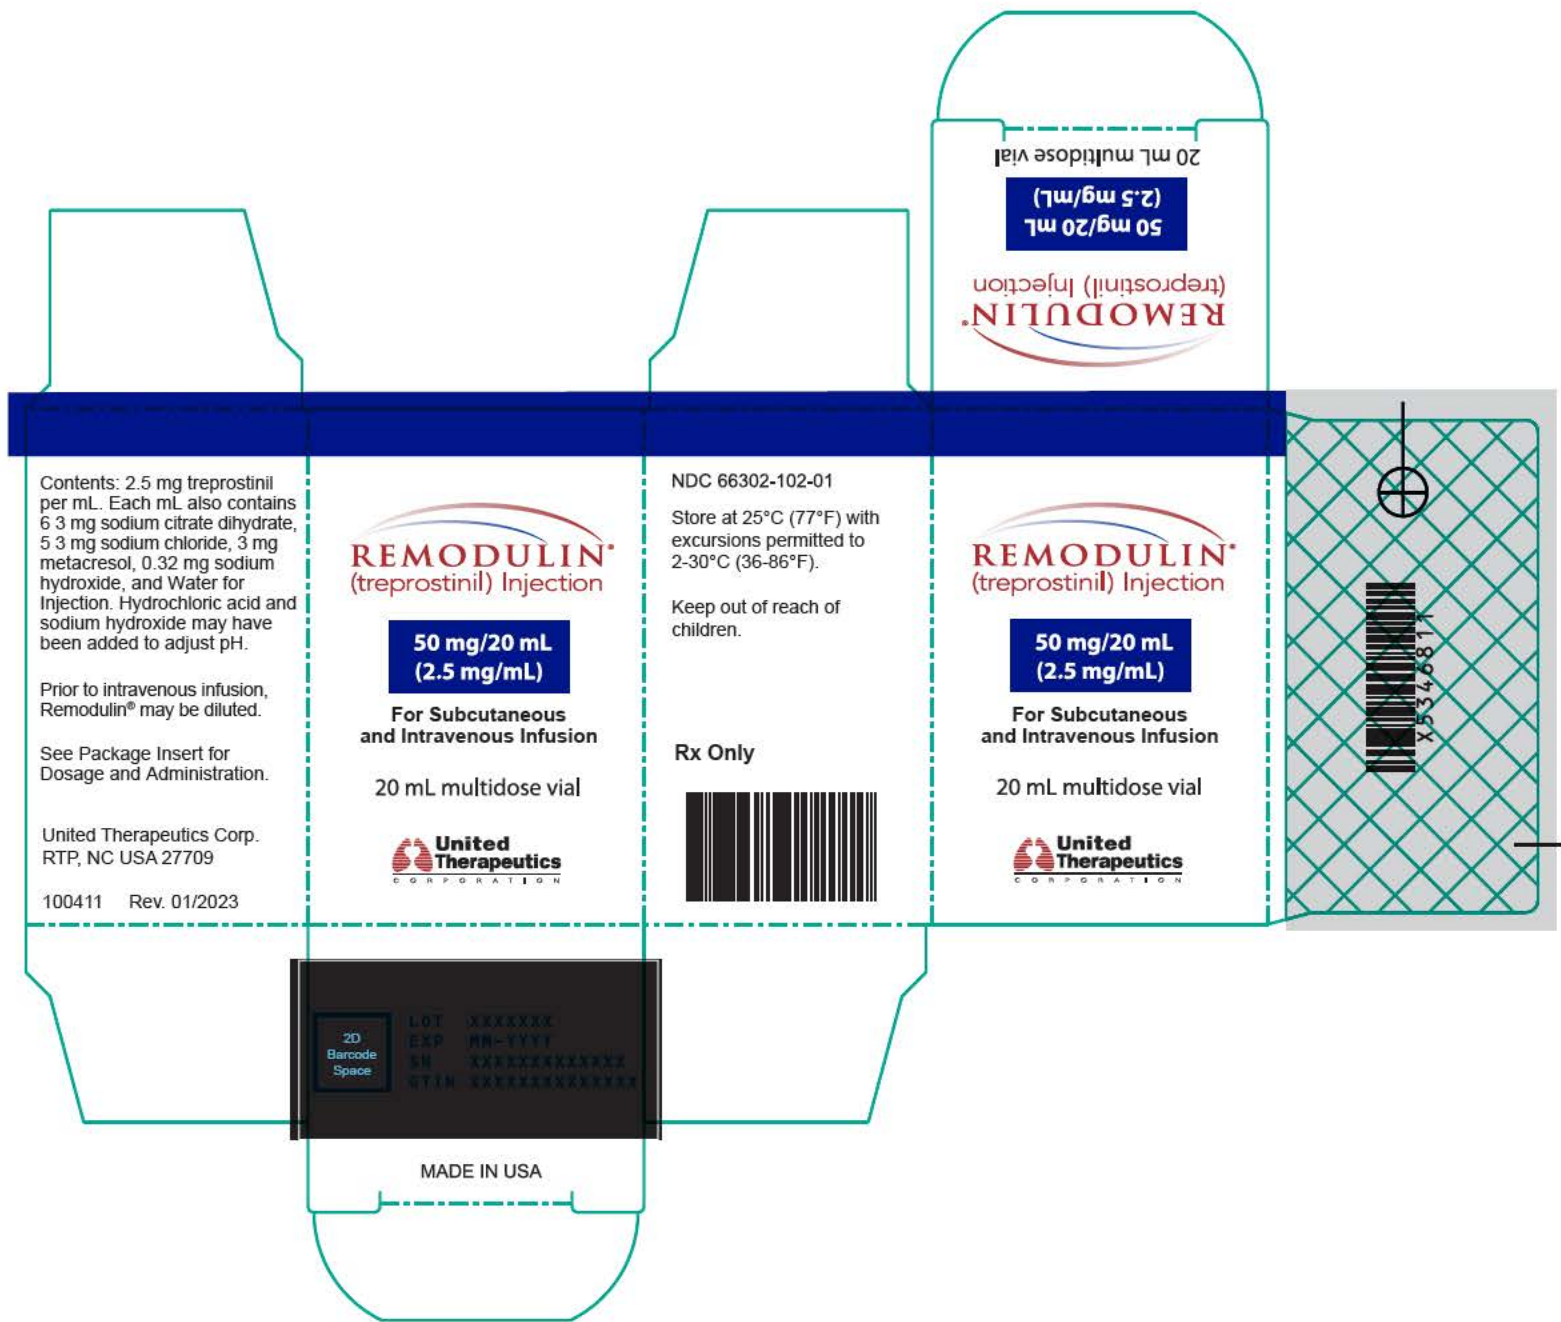 20 mL multidose vial
50 mg/20 mL
(2.5 mg/mL)
REMODULIN®
(treprostinil) Injection
Contents: 2.5 mg treprostinil
per mL. Each mL also contains
6 3 mg sodium citrate dihydrate,
5 3 mg sodium chloride, 3 mg
metacresol, 0.32 mg sodium
hydroxide, and Water for
Injection. Hydrochloric acid and
sodium hydroxide may have
been added to adjust pH.
Prior to intravenous infusion,
Remodulin® may be diluted.
See Package Insert for
Dosage and Administration.
United Therapeutics Corp.
RTP, NC USA 27709
100411 Rev. 01/2023
REMODULIN®
(treprostinil) Injection
50 mg/20 mL
(2.5 mg/mL)
For Subcutaneous
and Intravenous Infusion
20 mL multidose vial
United
Therapeutics
CORPORATION
NDC 66302-102-01
Store at 25°C (77°F) with
excursions permitted to
2-30°C (36-86°F).
Keep out of reach of
children.
Rx Only
REMODULIN®
(treprostinil) Injection
50 mg/20 mL
(2.5 mg/mL)
For Subcutaneous
and Intravenous Infusion
20 mL multidose vial
United
Therapeutics
CORPORATION
X5346811
2D
Barcode
Space
LOT XXXXXXX
EXP MM-YYYY
SN XXXXXXXXXXXXX
GTIN XXXXXXXXXXXXXX
MADE IN USA